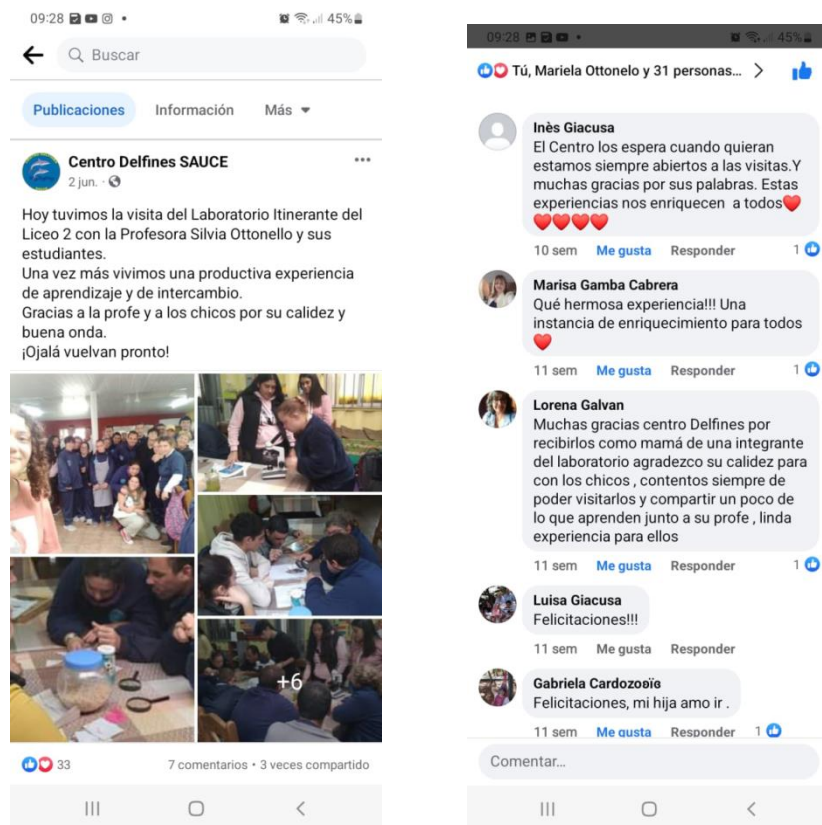 09:28
45%
Buscar
Publicaciones Información Más
Centro Delfines SAUCE
2 jun. ·
Hoy tuvimos la visita del Laboratorio Itinerante del
Liceo 2 con la Profesora Silvia Ottonello y sus
estudiantes.
Una vez más vivimos una productiva experiencia
de aprendizaje y de intercambio.
Gracias a la profe y a los chicos por su calidez y
buena onda.
¡Ojalá vuelvan pronto!
+6
33
7 comentarios • 3 veces compartido
09:28
45%
Tú, Mariela Ottonelo y 31 personas...
Inès Giacusa
El Centro los espera cuando quieran
estamos siempre abiertos a las visitas.Y
muchas gracias por sus palabras. Estas
experiencias nos enriquecen a todos❤️
❤️❤️❤️❤️
10 sem Me gusta Responder 1
Marisa Gamba Cabrera
Qué hermosa experiencia!!! Una
instancia de enriquecimiento para todos
❤️
11 sem Me gusta Responder 1
Lorena Galvan
Muchas gracias centro Delfines por
recibirlos como mamá de una integrante
del laboratorio agradezco su calidez para
con los chicos , contentos siempre de
poder visitarlos y compartir un poco de
lo que aprenden junto a su profe , linda
experiencia para ellos
11 sem Me gusta Responder 1
Luisa Giacusa
Felicitaciones!!!
11 sem Me gusta Responder
Gabriela Cardozoøïø
Felicitaciones, mi hija amo ir .
11 sem Me gusta Responder 1
Comentar...